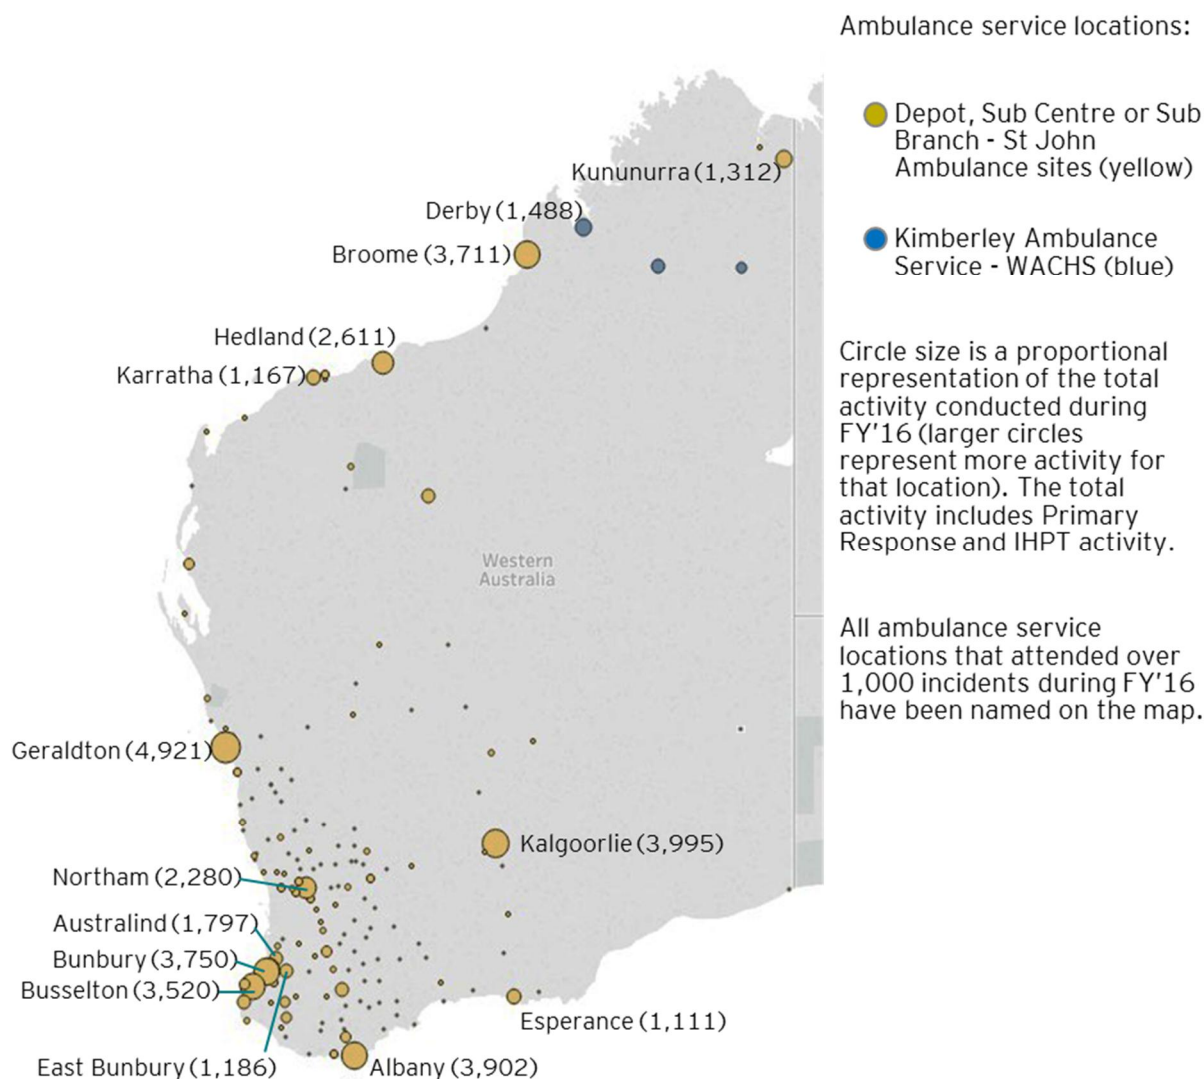 Ambulance service locations:
Depot, Sub Centre or Sub
Branch - St John
Ambulance sites (yellow)
Kimberley Ambulance
Service - WACHS (blue)
Circle size is a proportional
representation of the total
activity conducted during
FY'16 (larger circles
represent more activity for
that location). The total
activity includes Primary
Response and IHPT activity.
All ambulance service
locations that attended over
1,000 incidents during FY'16
have been named on the map.
Kununurra (1,312)
Derby (1,488)
Broome (3,711)
Hedland (2,611)
Karratha (1,167)
Western
Australia
Geraldton (4,921)
Kalgoorlie (3,995)
Northam (2,280)
Australind (1,797)
Bunbury (3,750)
Busselton (3,520)
Esperance (1,111)
East Bunbury (1,186)
Albany (3,902)